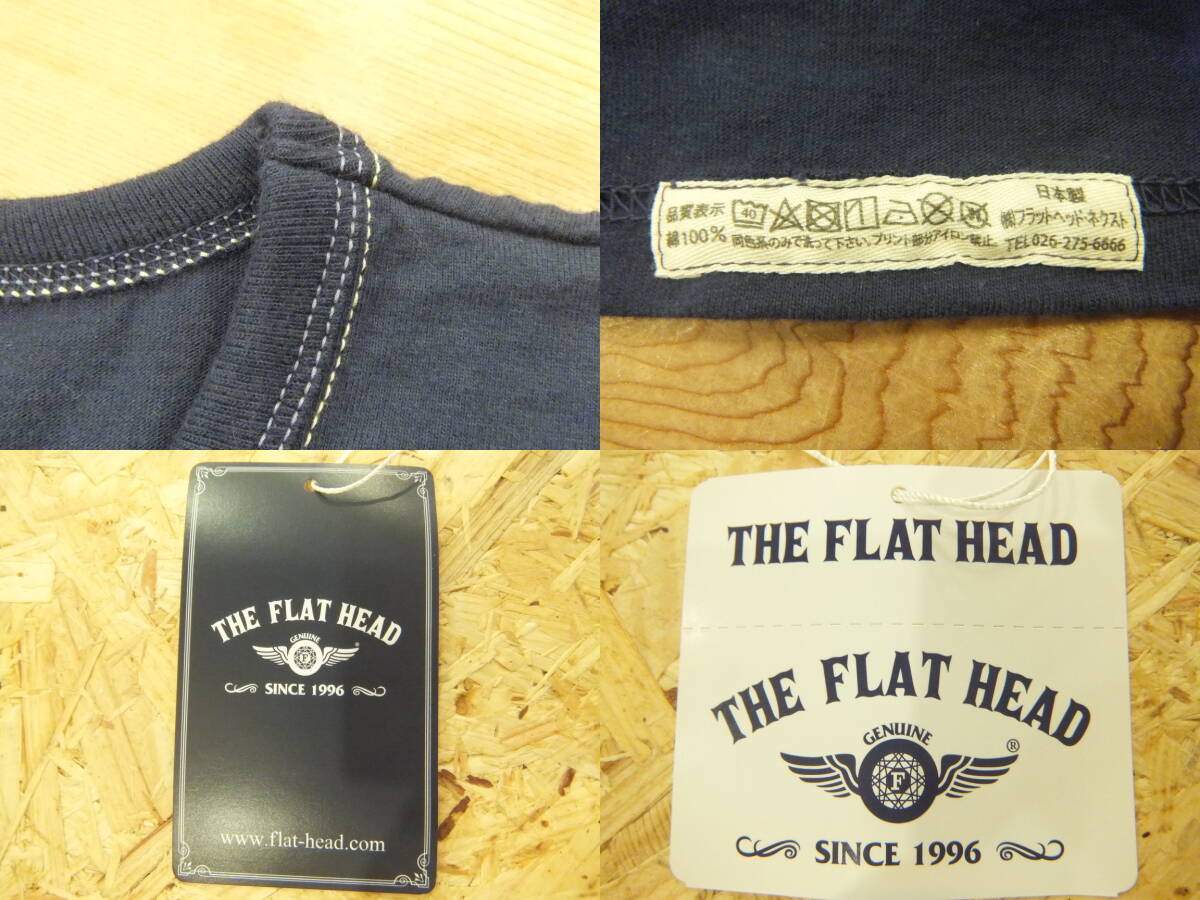 品質表示
40
日本製
㈱フラットヘッド・ネクスト
綿100%
同色系のみで洗って下さい。プリント部分アイロン禁止。
TEL 026-275-6666
THE FLAT HEAD
GENUINE
F
®
SINCE 1996
www.flat-head.com
THE FLAT HEAD
THE FLAT HEAD
GENUINE
®
F
SINCE 1996